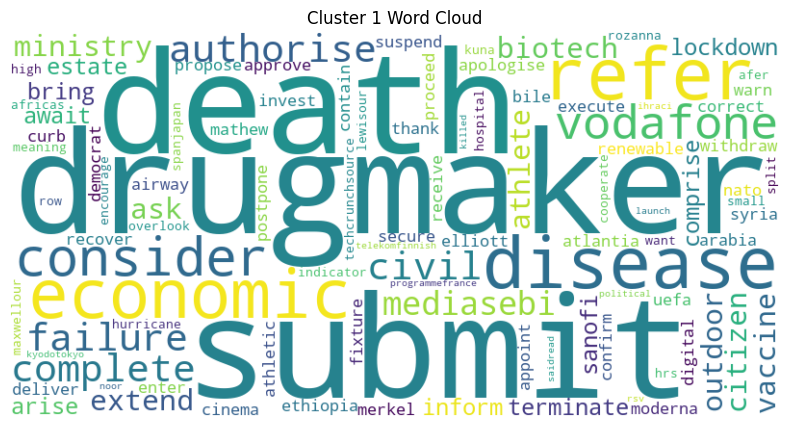 Cluster 1 Word Cloud
ministry
authorise
suspend
biotech
rozanna
lockdown
high
estate
propose
approve
kuna
apologise
refer
afer
warn
africas
bring
death
contain
lewisour
proceed
bile
execute
ihraci
correct
await
spanjapan
mathew
invest
thank
hospital
killed
vodafone
meaning
curb
democrat
encourage
airway
drugmaker
techcrunchsource
receive
athlete
renewable
withdraw
cooperate
comprise
nato
split
row
ask
overlook
postpone
small
syria
launch
recover
secure
elliott
atlantia
want
carabia
consider
telekomfinnish
civil
disease
indicator
programmefrance
political
economic
mediasebi
uefa
maxwellour
hurricane
failure
fixture
submit
appoint
saidread
sanofi
confirm
digital
outdoor
citizen
vaccine
kyodotokyo
complete
athletic
hrs
deliver
noor
enter
arise
extend
cinema
ethiopia
merkel
inform
terminate
rsv
moderna